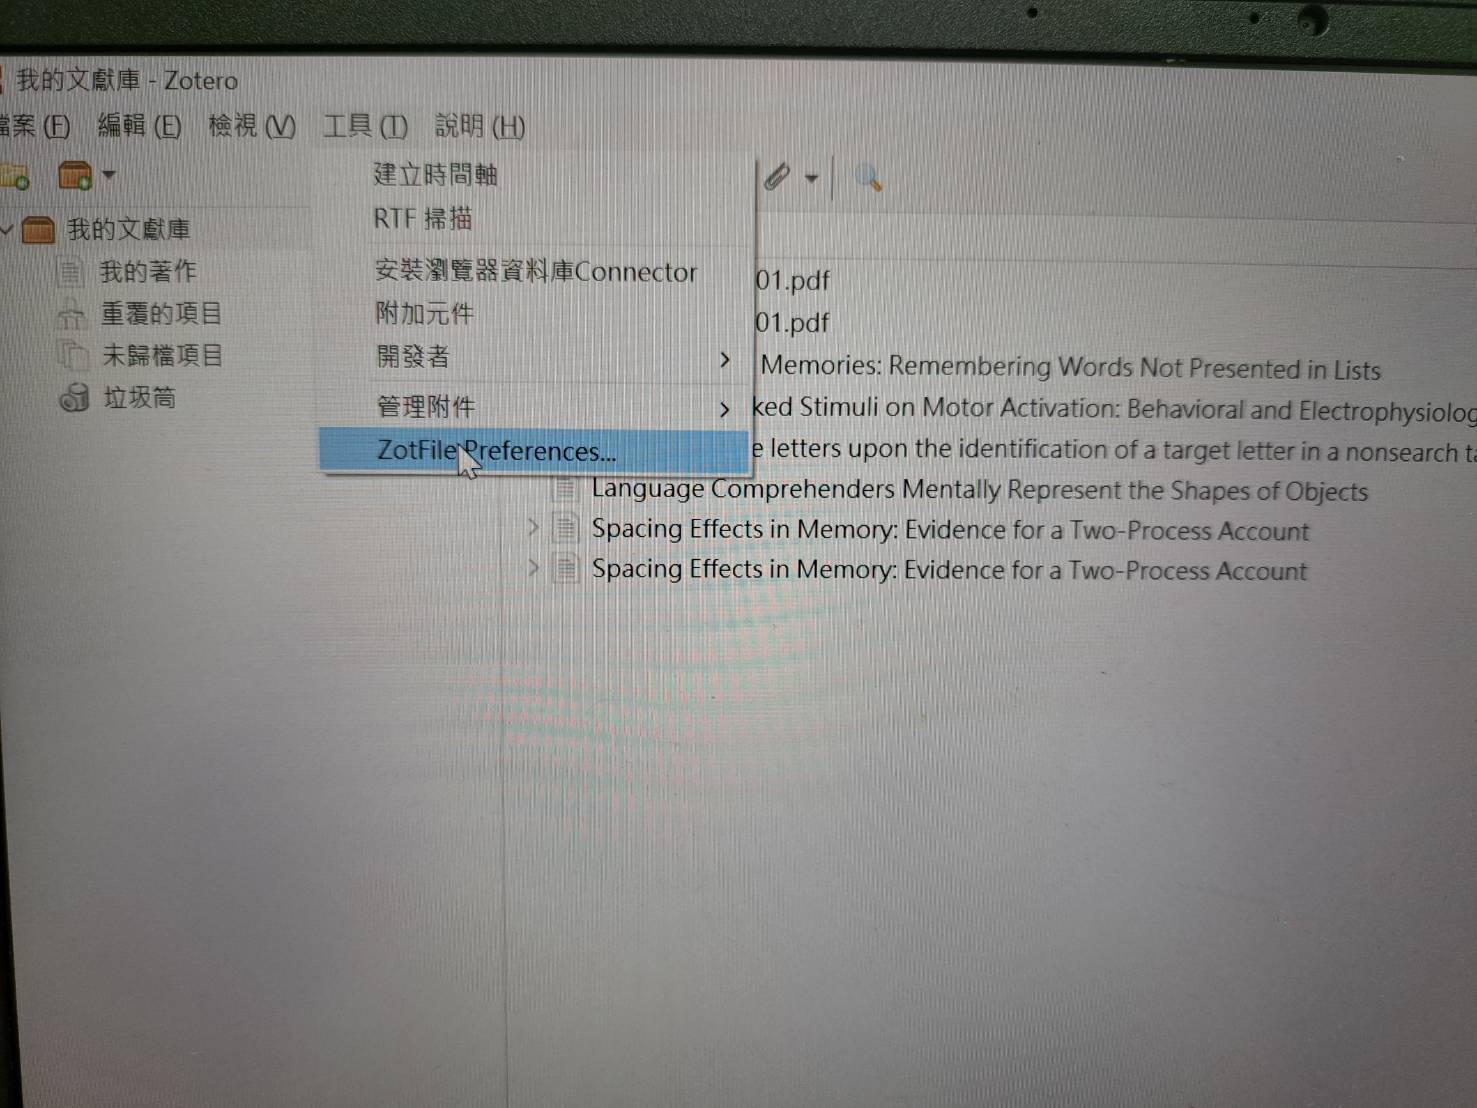 我的文獻庫 - Zotero
檔案 (F) 編輯 (E) 檢視 (V) 工具 (T) 說明 (H)
建立時間軸
RTF 掃描
安裝瀏覽器資料庫Connector
附加元件
開發者
管理附件
ZotFile Preferences...
我的文獻庫
我的著作
重覆的項目
未歸檔項目
垃圾筒
01.pdf
01.pdf
Memories: Remembering Words Not Presented in Lists
ked Stimuli on Motor Activation: Behavioral and Electrophysiolog
e letters upon the identification of a target letter in a nonsearch ta
Language Comprehenders Mentally Represent the Shapes of Objects
Spacing Effects in Memory: Evidence for a Two-Process Account
Spacing Effects in Memory: Evidence for a Two-Process Account